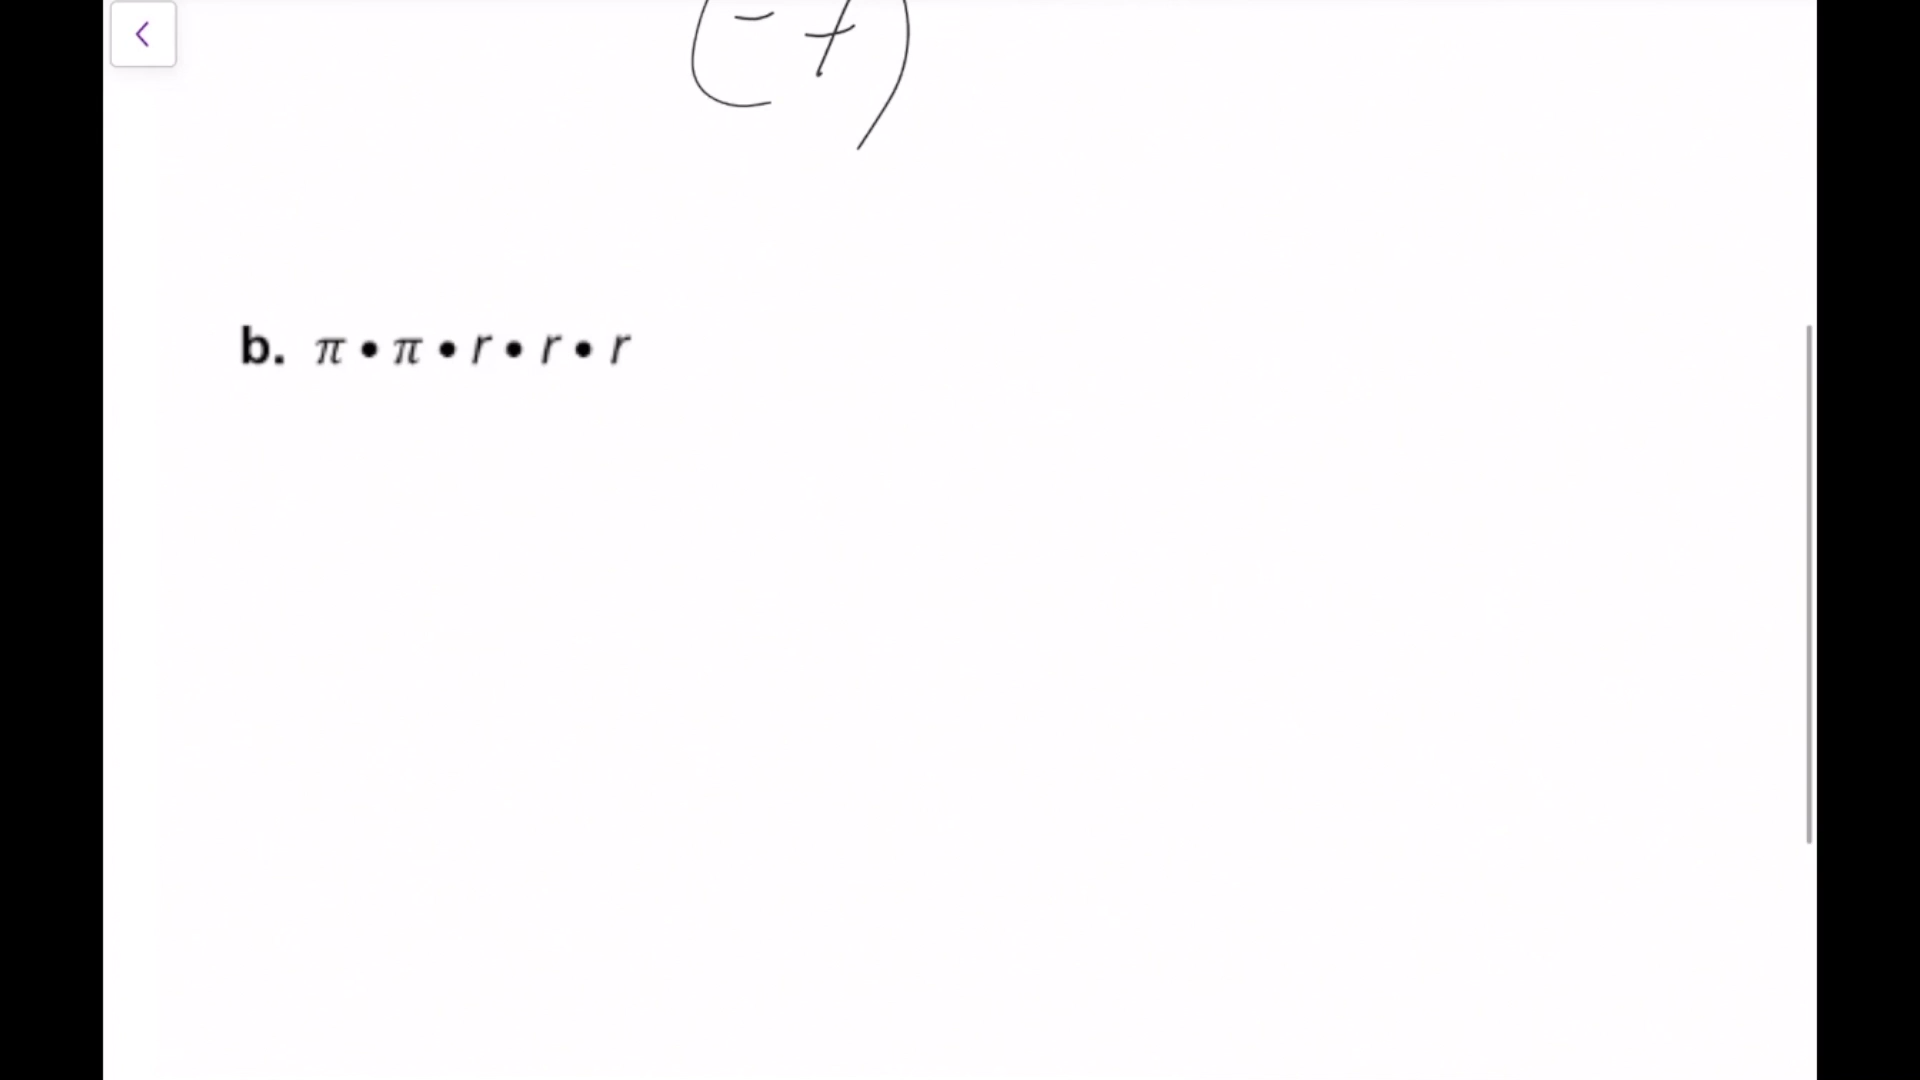 (-7)
b. π • π • r • r • r